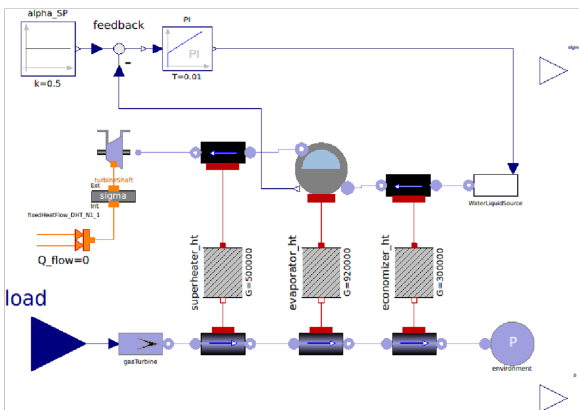 alpha_SP
feedback
PI
PI
k=0.5
T=0.01
sigma
turbineShaft
Ext
sigma
Int
fixedHeatFlow_DHT_N1_1
Q_flow=0
WaterLiquidSource
superheater_ht
G=500000
evaporator_ht
G=920000
economizer_ht
G=300000
load
gasTurbine
P
environment